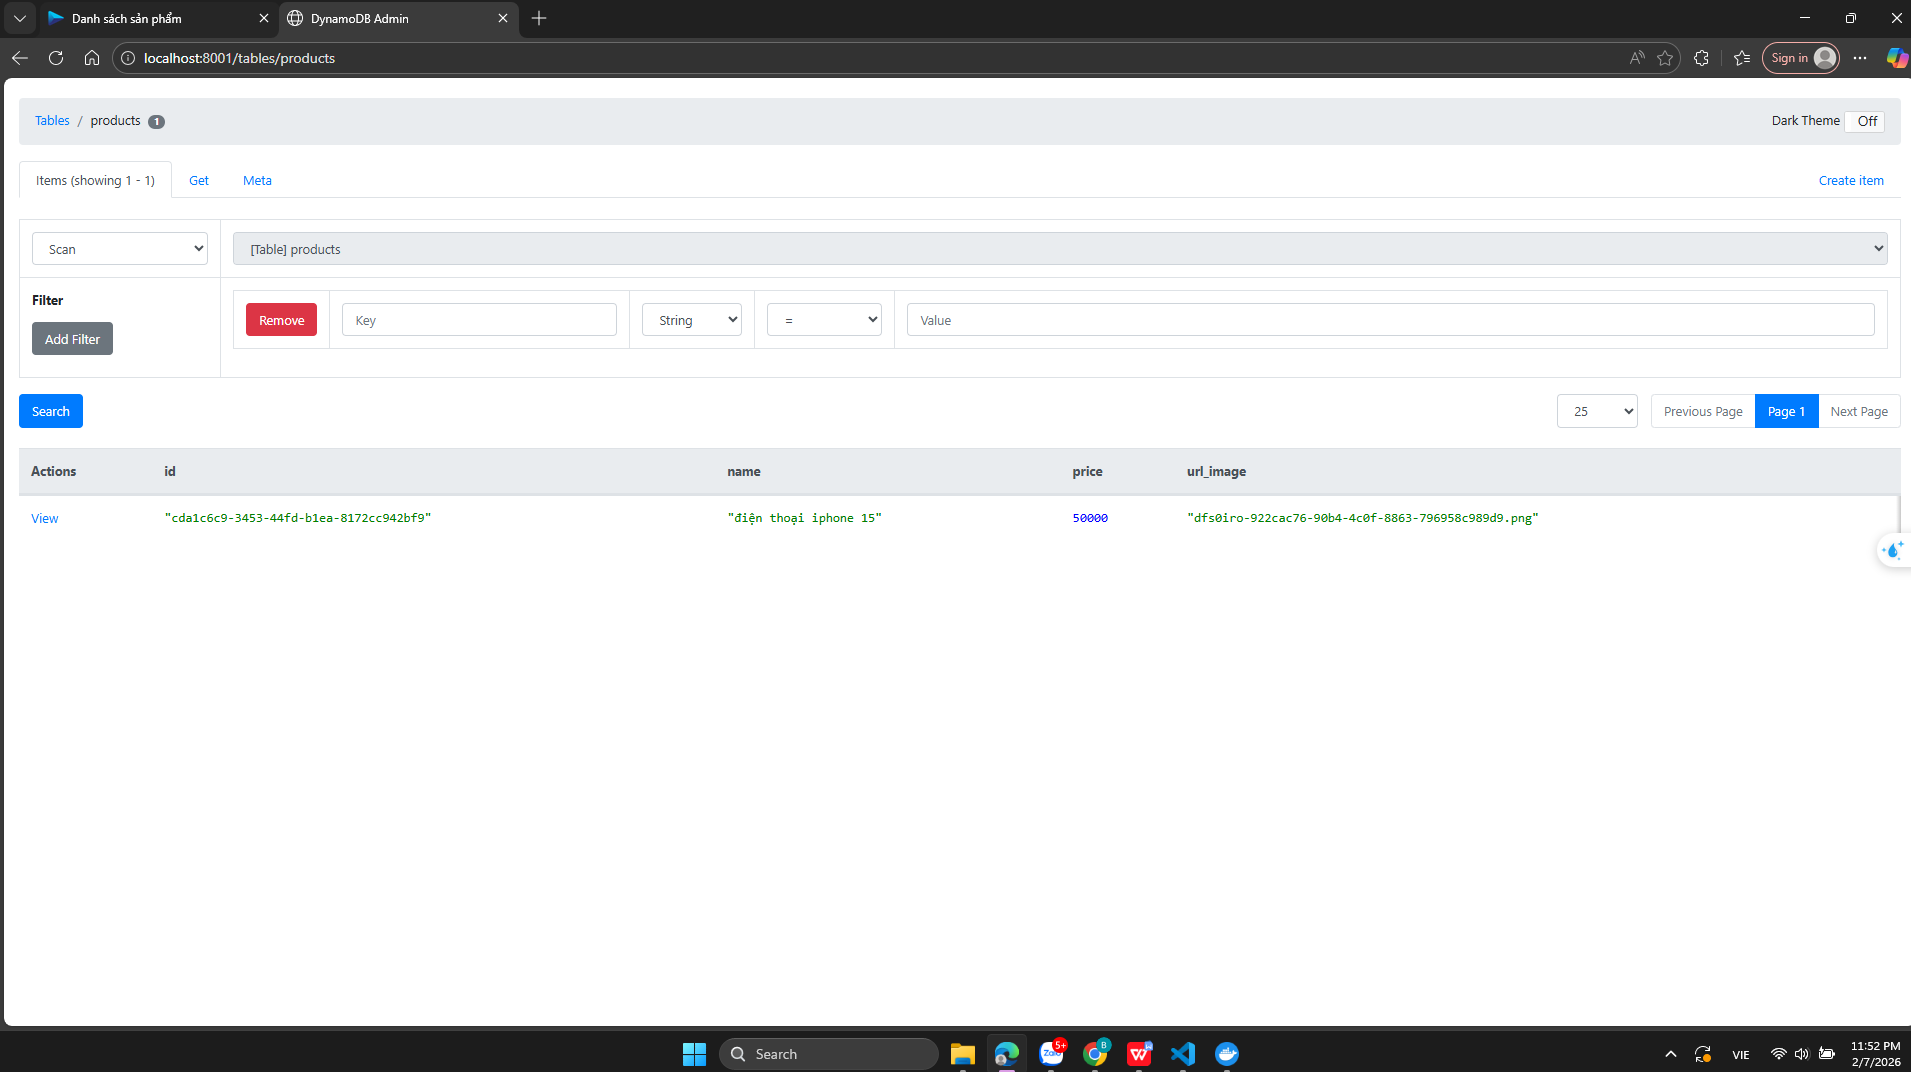 Danh sách sản phẩm
DynamoDB Admin
localhost:8001/tables/products
Sign in
Tables / products 1
Dark Theme Off
Items (showing 1 - 1) Get Meta Create item
Scan [Table] products
Filter
Add Filter
Remove Key String = Value
Search 25 Previous Page Page 1 Next Page
Actions id name price url_image
View "cda1c6c9-3453-44fd-b1ea-8172cc942bf9" "điện thoại iphone 15" 50000 "dfs0iro-922cac76-90b4-4c0f-8863-796958c989d9.png"
Search
Zalo
5+
B
W
VIE
11:52 PM
2/7/2026